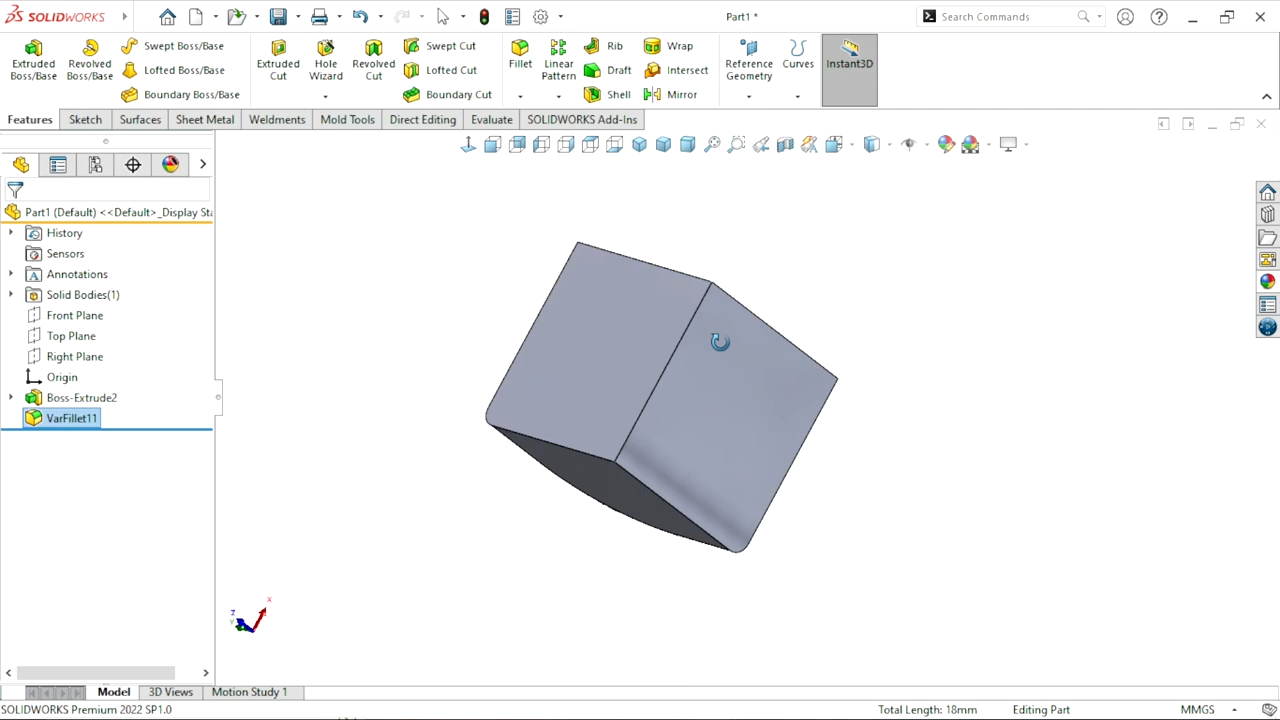 SOLIDWORKS
Part1 *
Search Commands
Extruded Boss/Base
Revolved Boss/Base
Swept Boss/Base
Lofted Boss/Base
Boundary Boss/Base
Extruded Cut
Hole Wizard
Revolved Cut
Swept Cut
Lofted Cut
Boundary Cut
Fillet
Linear Pattern
Rib
Draft
Shell
Wrap
Intersect
Mirror
Reference Geometry
Curves
Instant3D
Features
Sketch
Surfaces
Sheet Metal
Weldments
Mold Tools
Direct Editing
Evaluate
SOLIDWORKS Add-Ins
Part1 (Default) <<Default>_Display Sta
History
Sensors
Annotations
Solid Bodies(1)
Front Plane
Top Plane
Right Plane
Origin
Boss-Extrude2
VarFillet11
X
Z
Y
Model
3D Views
Motion Study 1
SOLIDWORKS Premium 2022 SP1.0
Total Length: 18mm
Editing Part
MMGS